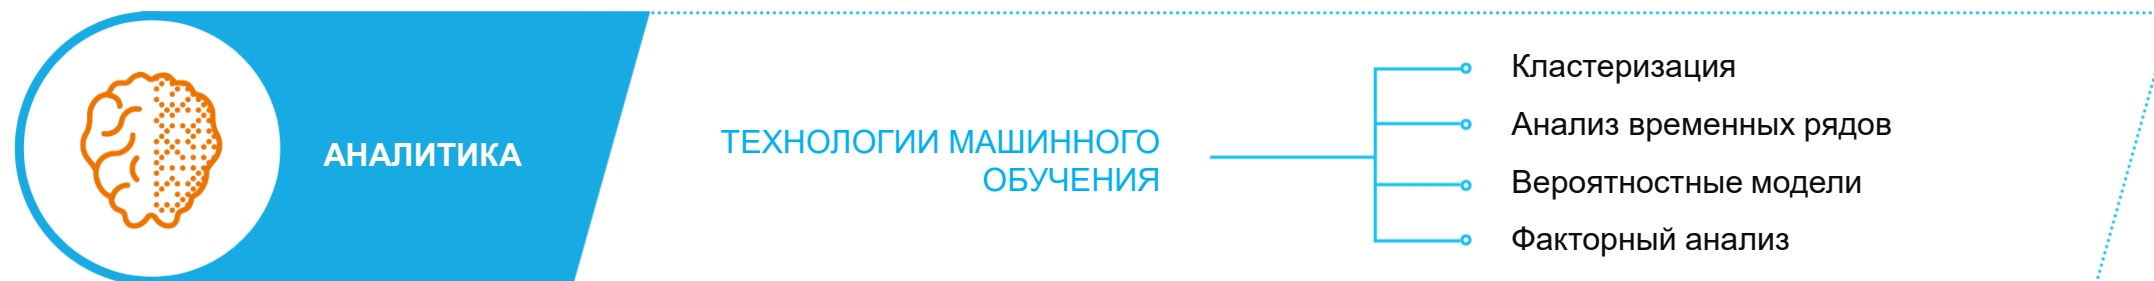 АНАЛИТИКА
ТЕХНОЛОГИИ МАШИННОГО
ОБУЧЕНИЯ
Кластеризация
Анализ временных рядов
Вероятностные модели
Факторный анализ